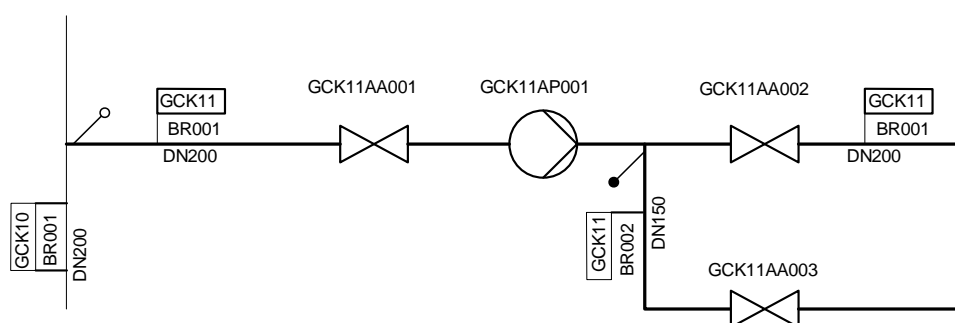 GCK11AA001
GCK11AP001
GCK11AA002
GCK11
BR001
DN200
GCK11
BR001
DN200
GCK10
BR001
DN200
GCK11
BR002
DN150
GCK11AA003